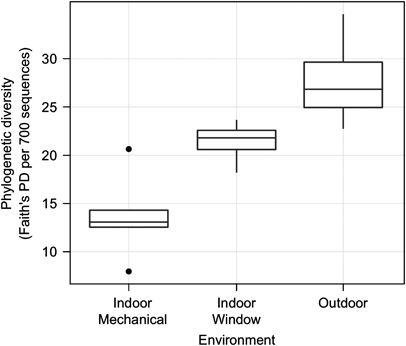 Phylogenetic diversity
(Faith's PD per 700 sequences)
30
25
20
15
10
Indoor
Mechanical
Indoor
Window
Outdoor
Environment